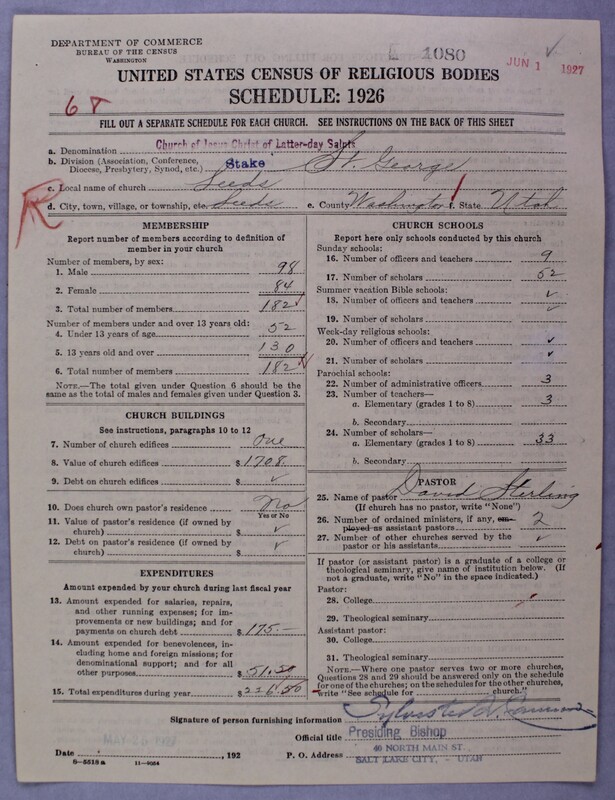 DEPARTMENT OF COMMERCE
BUREAU OF THE CENSUS
WASHINGTON
1080
JUN 1 1927
UNITED STATES CENSUS OF RELIGIOUS BODIES
SCHEDULE: 1926
68
FILL OUT A SEPARATE SCHEDULE FOR EACH CHURCH. SEE INSTRUCTIONS ON THE BACK OF THIS SHEET
a. Denomination Church of Jesus Christ of Latter-day Saints
b. Division (Association, Conference, Diocese, Presbytery, Synod, etc.) Stake St. George
c. Local name of church Leeds
d. City, town, village, or township, etc. Leeds e. County Washington f. State Utah
MEMBERSHIP
Report number of members according to definition of
member in your church
Number of members, by sex:
1. Male 98
2. Female 84
3. Total number of members 182
Number of members under and over 13 years old:
4. Under 13 years of age 52
5. 13 years old and over 130
6. Total number of members 182
NOTE.—The total given under Question 6 should be
same as the total of males and females given under Question 3.
CHURCH BUILDINGS
See instructions, paragraphs 10 to 12
7. Number of church edifices One
8. Value of church edifices $ 1708.
9. Debt on church edifices $ ✓
10. Does church own pastor's residence No
Yes or No
11. Value of pastor's residence (if owned by
church) $ ✓
12. Debt on pastor's residence (if owned by
church) $ ✓
EXPENDITURES
Amount expended by your church during last fiscal year
13. Amount expended for salaries, repairs,
and other running expenses; for im-
provements or new buildings; and for
payments on church debt $ 175.—
14. Amount expended for benevolences, in-
cluding home and foreign missions; for
denominational support; and for all
other purposes $ 51.50
15. Total expenditures during year $ 226.50
CHURCH SCHOOLS
Report here only schools conducted by this church
Sunday schools:
16. Number of officers and teachers 9
17. Number of scholars 52
Summer vacation Bible schools:
18. Number of officers and teachers ✓
19. Number of scholars ✓
Week-day religious schools:
20. Number of officers and teachers ✓
21. Number of scholars ✓
Parochial schools:
22. Number of administrative officers 3
23. Number of teachers—
a. Elementary (grades 1 to 8) 3
b. Secondary
24. Number of scholars—
a. Elementary (grades 1 to 8) 33
b. Secondary
PASTOR
25. Name of pastor David Sterling
(If church has no pastor, write "None")
26. Number of ordained ministers, if any, em-
ployed as assistant pastors 2
27. Number of other churches served by the
pastor or his assistants ✓
If pastor (or assistant pastor) is a graduate of a college or
theological seminary, give name of institution below. (If
not a graduate, write "No" in the space indicated.)
Pastor:
28. College
29. Theological seminary
Assistant pastor:
30. College
31. Theological seminary
NOTE.—Where one pastor serves two or more churches,
Questions 28 and 29 should be answered only on the schedule
for one of the churches; on the schedules for the other churches,
write "See schedule for church."
Signature of person furnishing information Sylvester Q. Cannon
Official title Presiding Bishop
Date MAY 28 1927, 192 P. O. Address 40 NORTH MAIN ST.
SALT LAKE CITY, - UTAH
8—5518a 11—9054